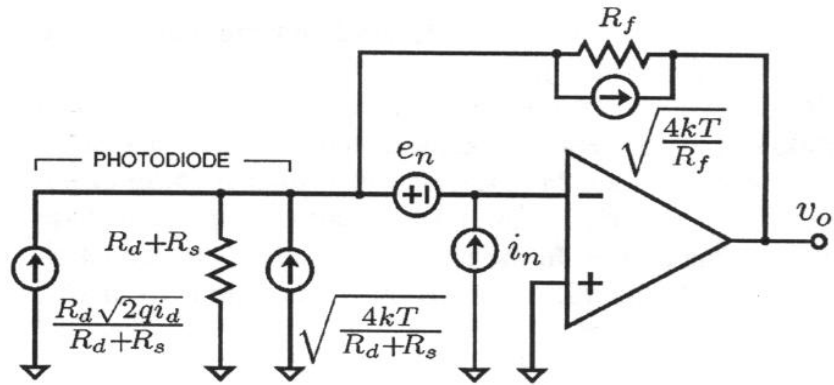 R_f
√(4kT/R_f)
PHOTODIODE
e_n
+I
−
v_o
R_d+R_s
i_n
+
R_d√(2qi_d)/(R_d+R_s)
√(4kT/(R_d+R_s))